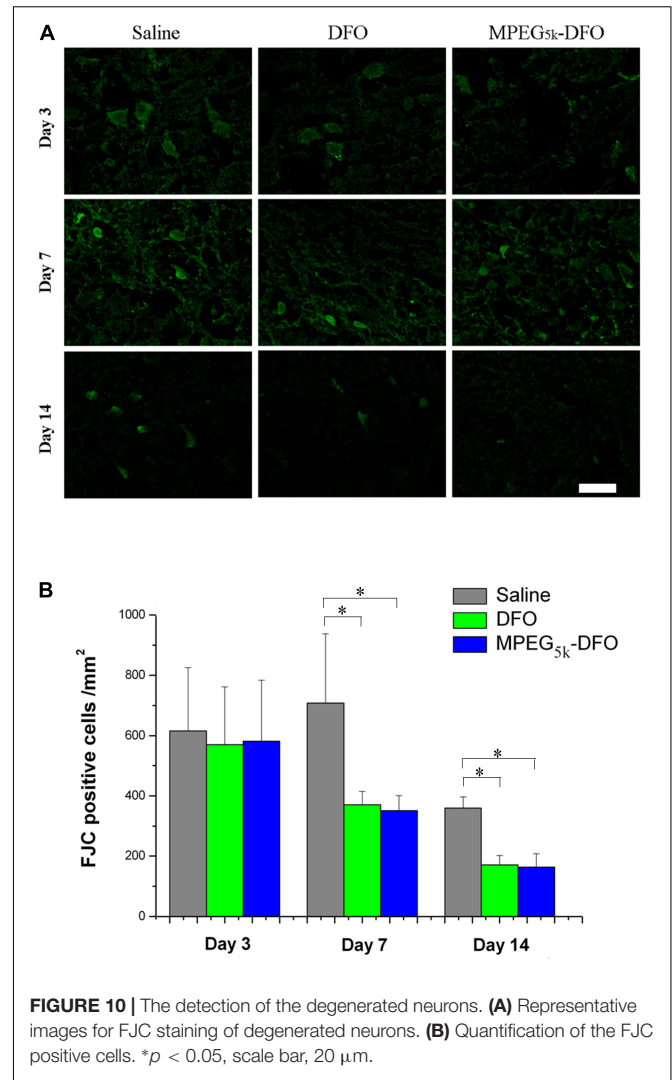 A
Saline
DFO
MPEG5k-DFO
Day 3
Day 7
Day 14
B
FJC positive cells /mm2
1000
800
600
400
200
0
*
*
*
*
Saline
DFO
MPEG5k-DFO
Day 3
Day 7
Day 14
FIGURE 10 | The detection of the degenerated neurons. (A) Representative
images for FJC staining of degenerated neurons. (B) Quantification of the FJC
positive cells. *p < 0.05, scale bar, 20 μm.